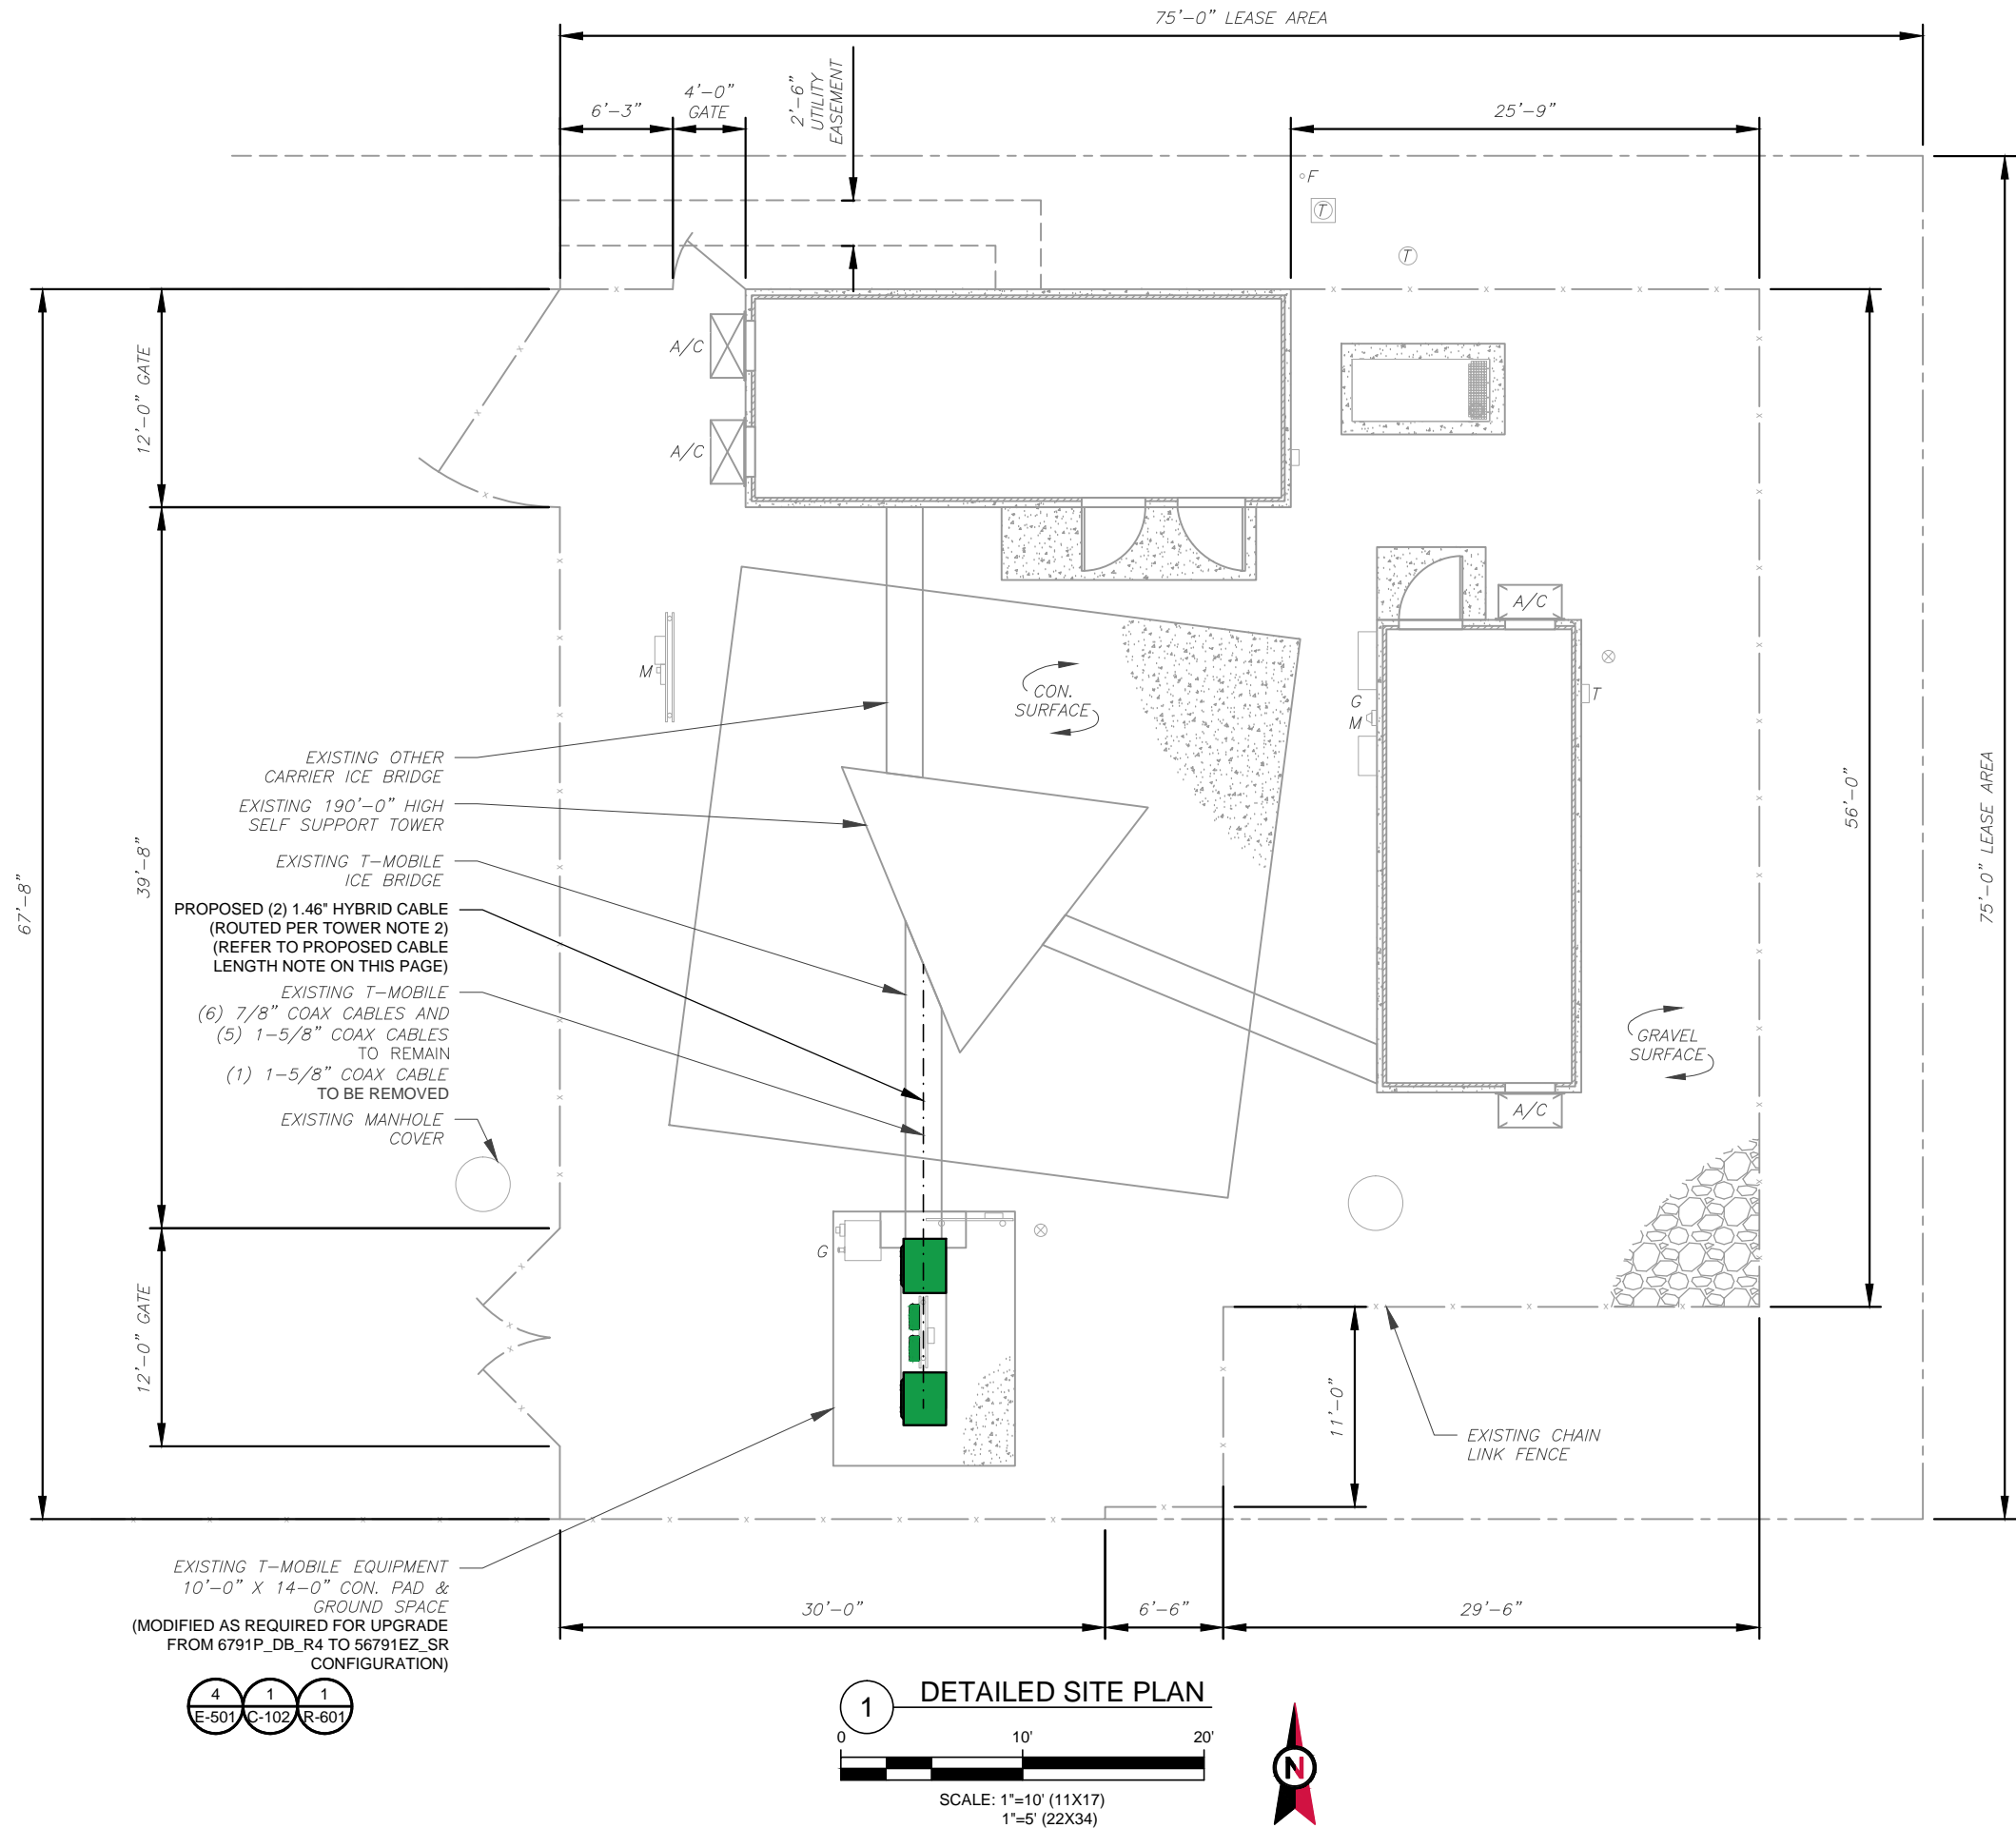 75'-0" LEASE AREA
6'-3"
4'-0"
GATE
2'-6"
UTILITY
EASEMENT
25'-9"
F
T
T
12'-0" GATE
A/C
A/C
A/C
M
CON.
SURFACE
G
M
T
EXISTING OTHER
CARRIER ICE BRIDGE
EXISTING 190'-0" HIGH
SELF SUPPORT TOWER
EXISTING T-MOBILE
ICE BRIDGE
PROPOSED (2) 1.46" HYBRID CABLE
(ROUTED PER TOWER NOTE 2)
(REFER TO PROPOSED CABLE
LENGTH NOTE ON THIS PAGE)
EXISTING T-MOBILE
(6) 7/8" COAX CABLES AND
(5) 1-5/8" COAX CABLES
TO REMAIN
(1) 1-5/8" COAX CABLE
TO BE REMOVED
EXISTING MANHOLE
COVER
67'-8"
39'-8"
56'-0"
75'-0" LEASE AREA
GRAVEL
SURFACE
A/C
G
12'-0" GATE
11'-0"
EXISTING CHAIN
LINK FENCE
EXISTING T-MOBILE EQUIPMENT
10'-0" X 14-0" CON. PAD &
GROUND SPACE
(MODIFIED AS REQUIRED FOR UPGRADE
FROM 6791P_DB_R4 TO 56791EZ_SR
CONFIGURATION)
30'-0"
6'-6"
29'-6"
4
E-501
1
C-102
1
R-601
1
DETAILED SITE PLAN
0
10'
20'
SCALE: 1"=10' (11X17)
1"=5' (22X34)
N